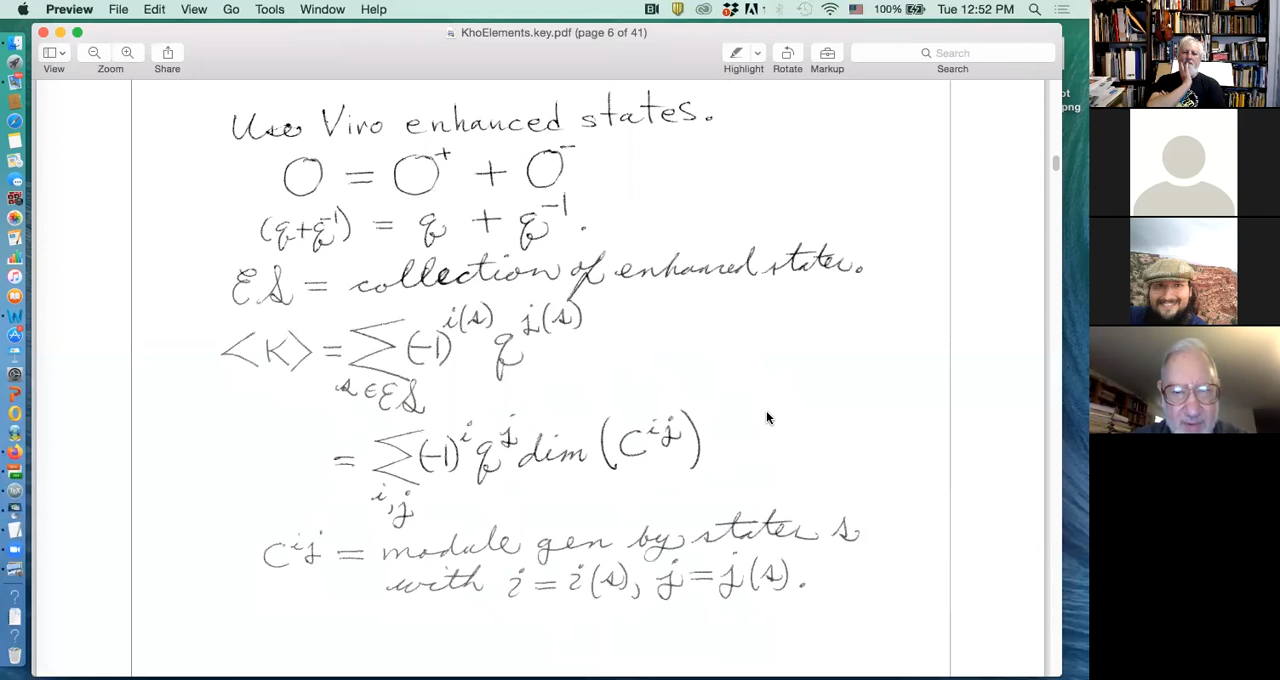 Preview File Edit View Go Tools Window Help
100% Tue 12:52 PM
KhoElements.key.pdf (page 6 of 41)
View Zoom Share Highlight Rotate Markup Search
Search
Use Viro enhanced states.
O = O⁺ + O⁻
(q+q⁻¹) = q + q⁻¹.
ES = collection of enhanced states.
<K> = ∑ (-1)^i(s) q^j(s)
s ∈ ES
= ∑ (-1)^i q^j dim (C^ij)
i,j
C^ij = module gen by states s
with i = i(s), j = j(s).
png